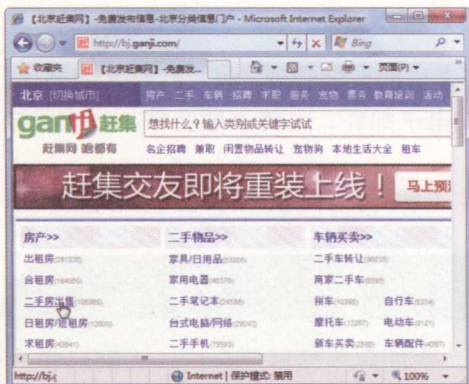 【北京赶集网】-免费发布信息-北京分类信息门户 - Microsoft Internet Explorer
http://bj.ganji.com/
Bing
收藏夹 【北京赶集网】-免费发... 页面(P)
北京 [切换城市] 房产 二手 车辆 招聘 求职 服务 宠物 票务 教育培训 活动
ganji 赶集 想找什么？输入类别或关键字试试
赶集网 啥都有 名企招聘 兼职 闲置物品转让 宠物狗 本地生活大全 租车
赶集交友即将重装上线！ 马上预
房产>> 二手物品>> 车辆买卖>>
出租房 家具/日用品 二手车转让
合租房 家用电器 商家二手车
二手房出售 二手笔记本 拼车 自行车
日租房/短租房 台式电脑/网络 摩托车 电动车
求租房 二手手机 新车买卖 车辆配件
http://bj.g Internet | 保护模式: 禁用 100%